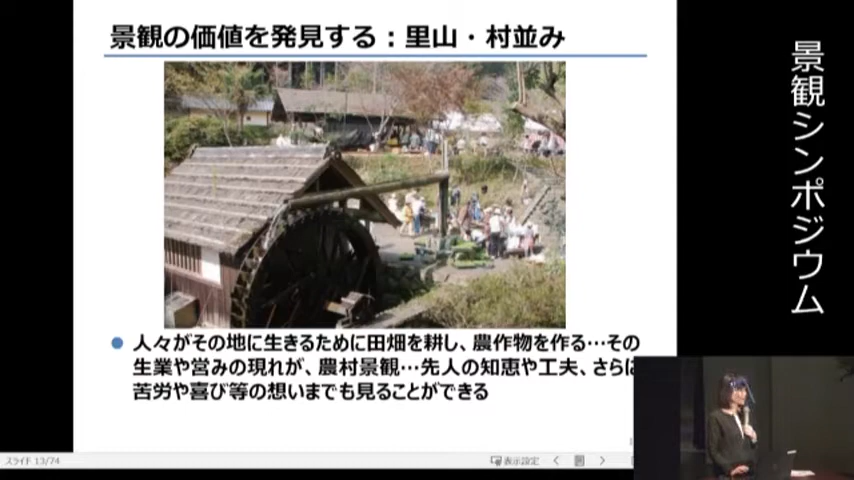 景観の価値を発見する：里山・村並み
人々がその地に生きるために田畑を耕し、農作物を作る…その
生業や営みの現れが、農村景観…先人の知恵や工夫、さらに
苦労や喜び等の想いまでも見ることができる
景観シンポジウム
スライド 13/74
表示設定